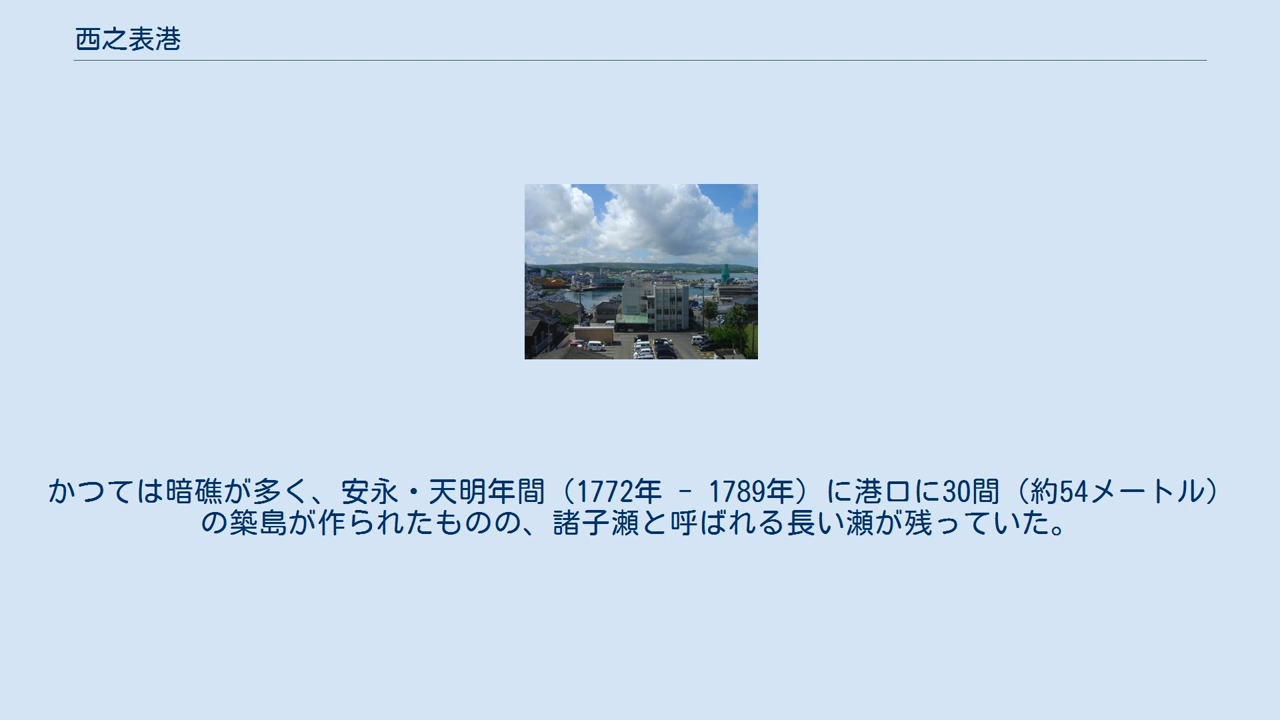 西之表港
かつては暗礁が多く、安永・天明年間（1772年 - 1789年）に港口に30間（約54メートル）
の築島が作られたものの、諸子瀬と呼ばれる長い瀬が残っていた。